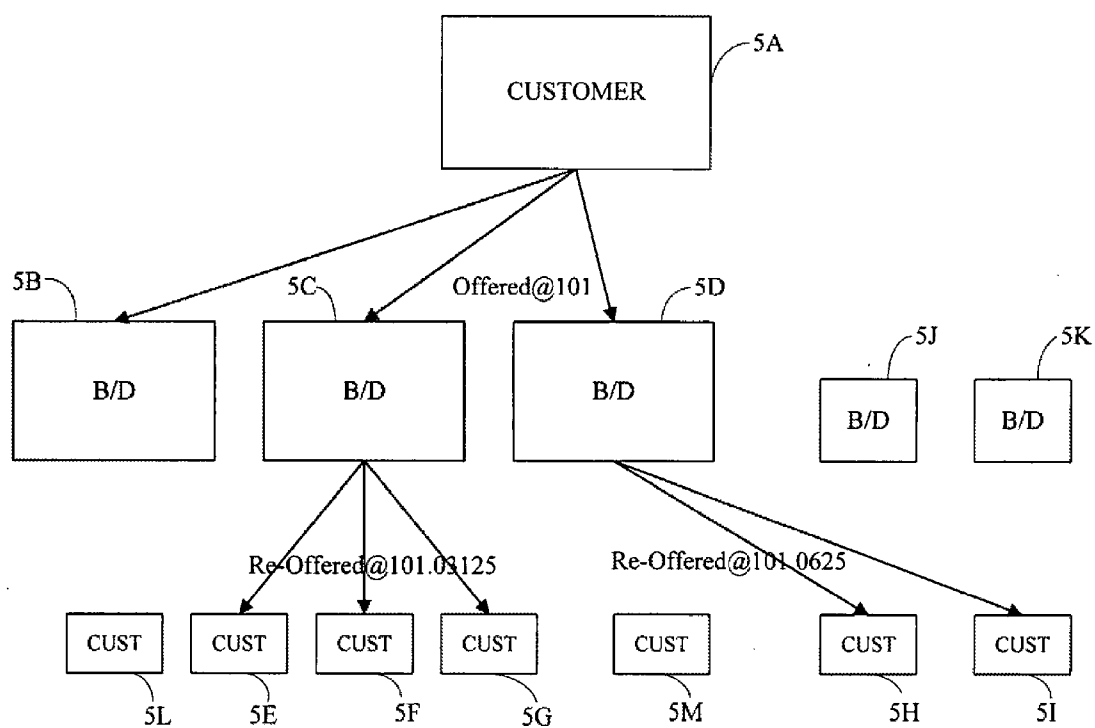 5A
CUSTOMER
5B
5C
Offered@101
5D
5J
5K
B/D
B/D
B/D
B/D
B/D
Re-Offered@101.03125
Re-Offered@101.0625
CUST
CUST
CUST
CUST
CUST
CUST
CUST
5L
5E
5F
5G
5M
5H
5I